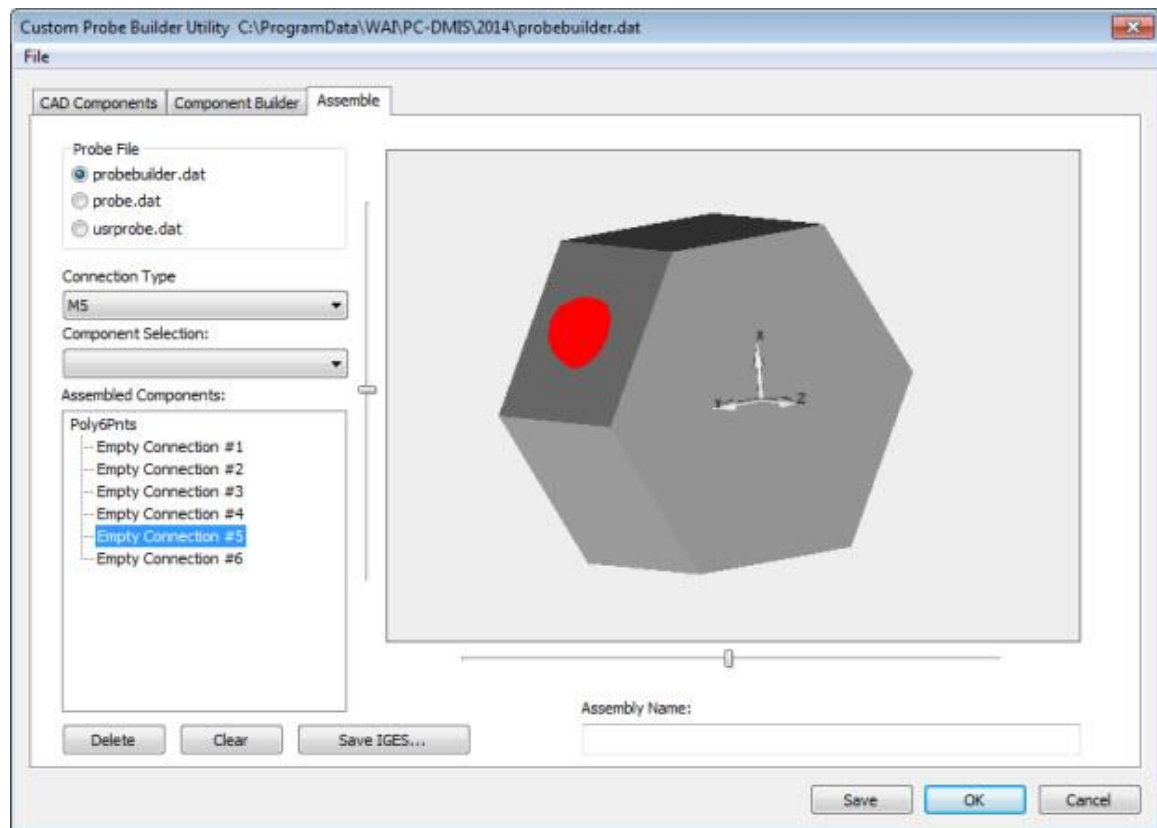 Custom Probe Builder Utility C:\ProgramData\WAI\PC-DMIS\2014\probebuilder.dat
File
CAD Components Component Builder Assemble
Probe File
probebuilder.dat
probe.dat
usrprobe.dat
Connection Type
M5
Component Selection:
Assembled Components:
Poly6Pnts
Empty Connection #1
Empty Connection #2
Empty Connection #3
Empty Connection #4
Empty Connection #5
Empty Connection #6
X
Y Z
Delete Clear Save IGES...
Assembly Name:
Save OK Cancel